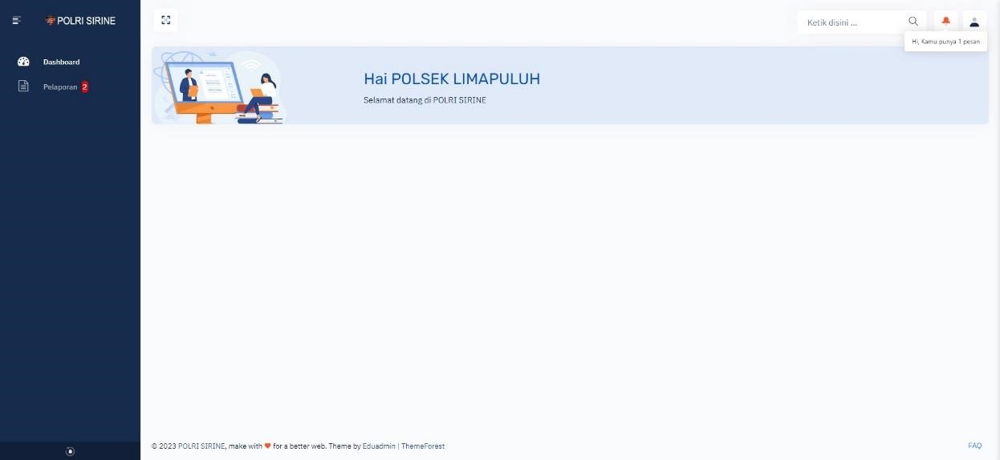 POLRI SIRINE
Ketik disini ...
Hi, Kamu punya 1 pesan
Dashboard
Pelaporan 2
Hai POLSEK LIMAPULUH
Selamat datang di POLRI SIRINE
© 2023 POLRI SIRINE, make with ❤ for a better web. Theme by Eduadmin | ThemeForest
FAQ